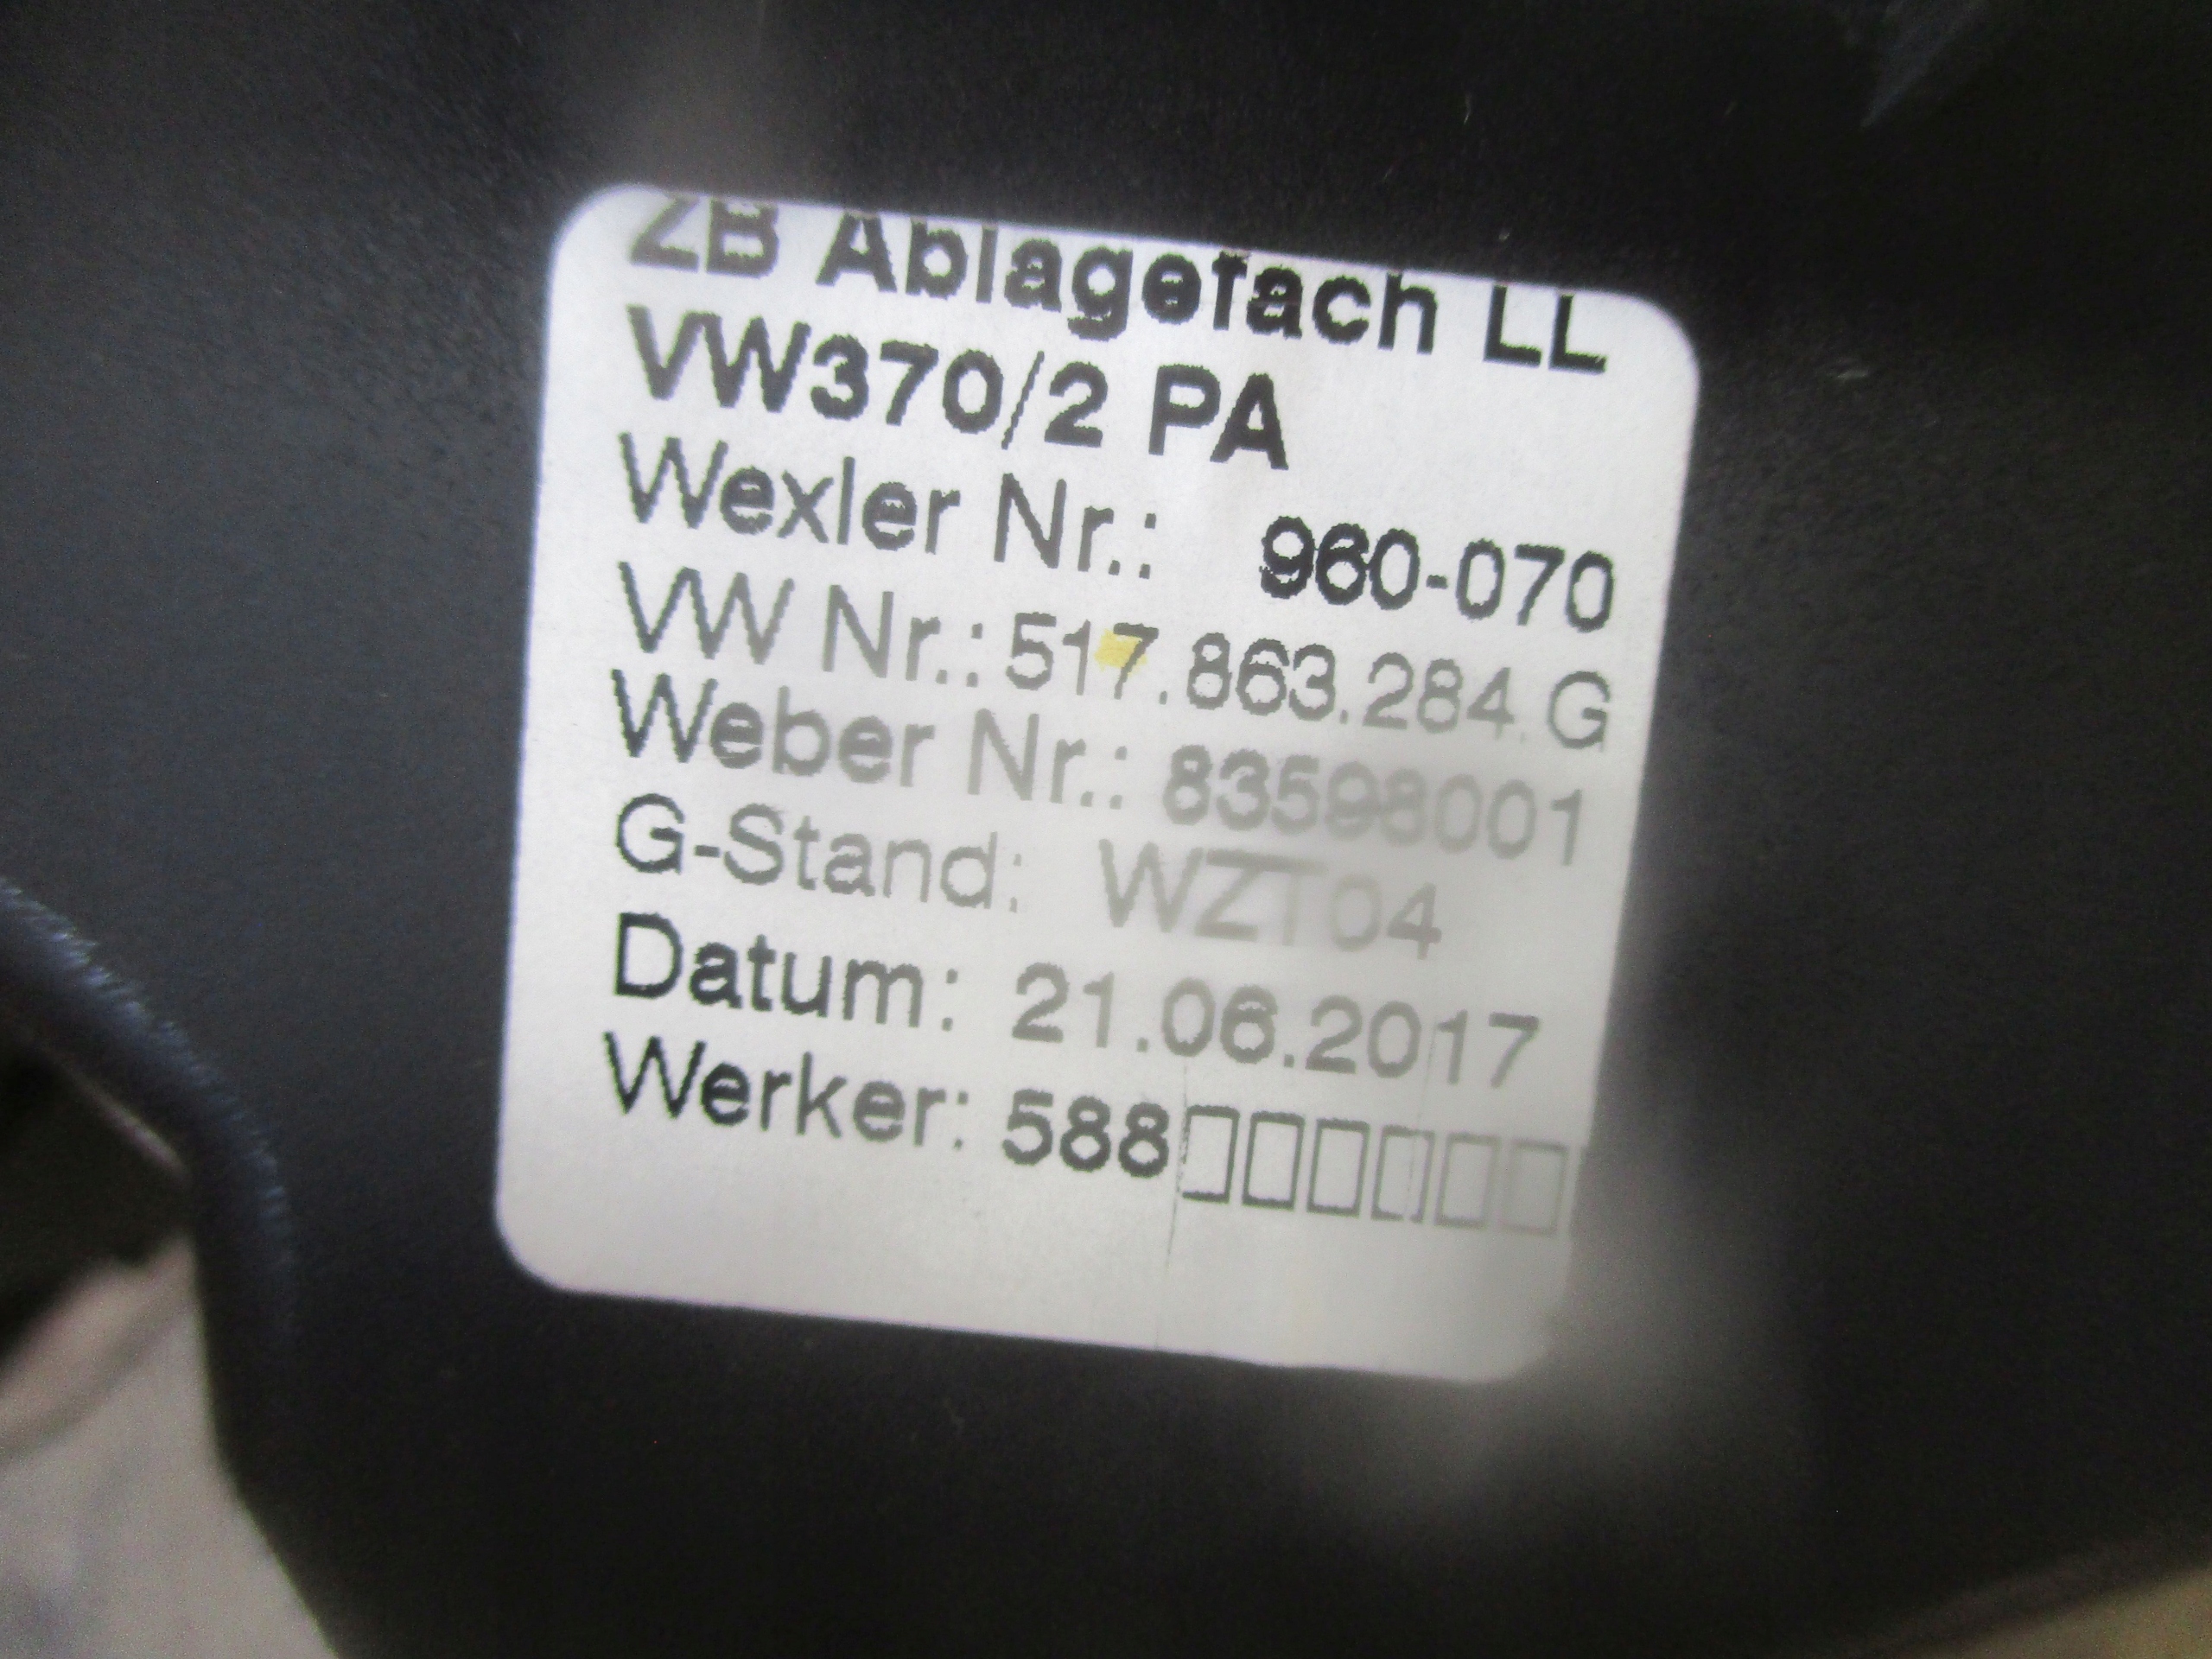 ZB Ablagefach LL
VW370/2 PA
Wexler Nr.: 960-070
VW Nr.: 517.863.284.G
Weber Nr.: 83598001
G-Stand: WZT04
Datum: 21.06.2017
Werker: 588□□□□□□